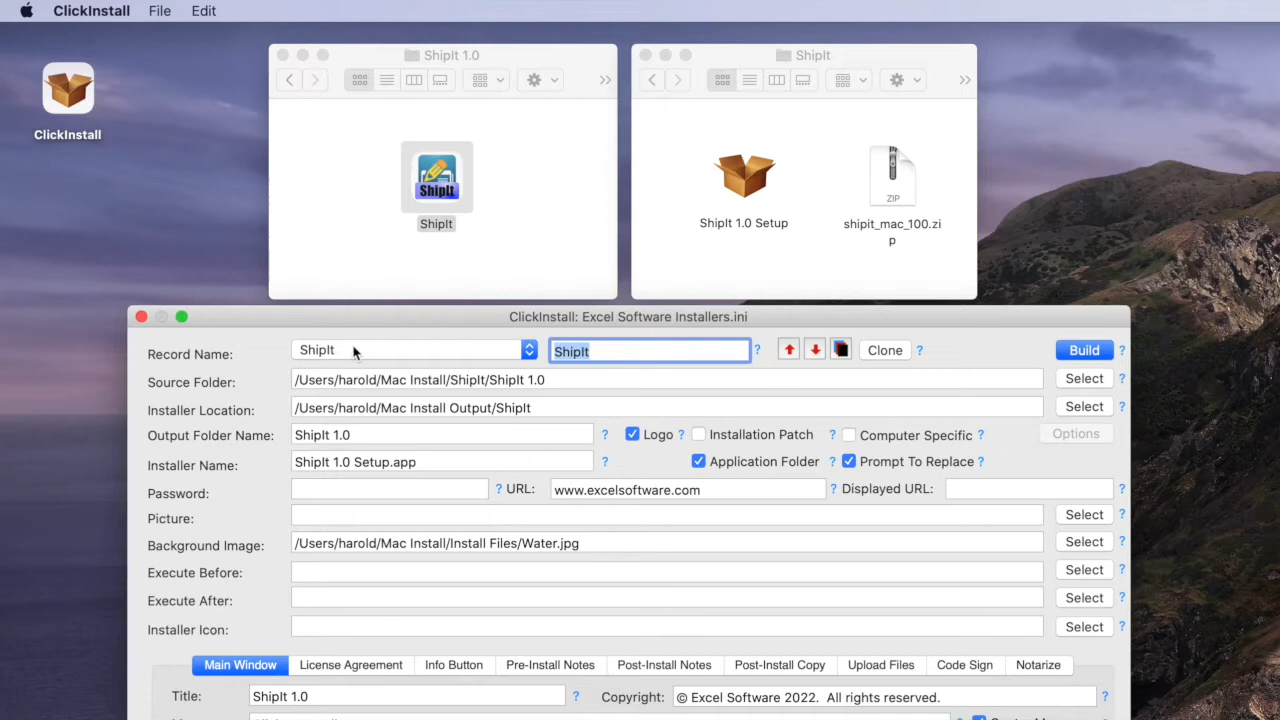 ClickInstall File Edit
ClickInstall
ShipIt 1.0
ShipIt
ShipIt
ShipIt
ZIP
ShipIt 1.0 Setup
shipit_mac_100.zi
p
ClickInstall: Excel Software Installers.ini
Record Name: ShipIt ShipIt ? Clone ? Build ?
Source Folder: /Users/harold/Mac Install/ShipIt/ShipIt 1.0 Select ?
Installer Location: /Users/harold/Mac Install Output/ShipIt Select ?
Output Folder Name: ShipIt 1.0 ? Logo ? Installation Patch ? Computer Specific ? Options
Installer Name: ShipIt 1.0 Setup.app ? Application Folder ? Prompt To Replace ?
Password: ? URL: www.excelsoftware.com ? Displayed URL: ?
Picture: Select ?
Background Image: /Users/harold/Mac Install/Install Files/Water.jpg Select ?
Execute Before: Select ?
Execute After: Select ?
Installer Icon: Select ?
Main Window License Agreement Info Button Pre-Install Notes Post-Install Notes Post-Install Copy Upload Files Code Sign Notarize
Title: ShipIt 1.0 ? Copyright: © Excel Software 2022. All rights reserved. ?